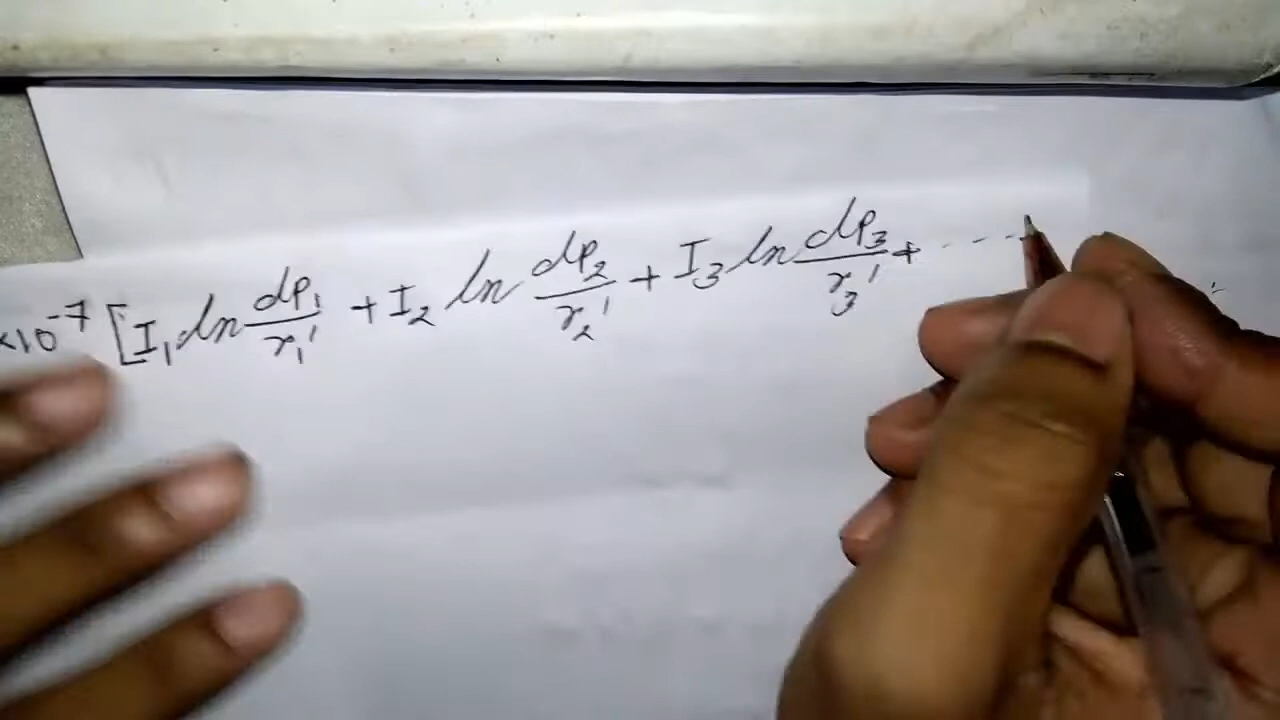 ×10⁻⁷ [I₁ ln dp₁/r₁' + I₂ ln dp₂/r₂' + I₃ ln dp₃/r₃' + -----